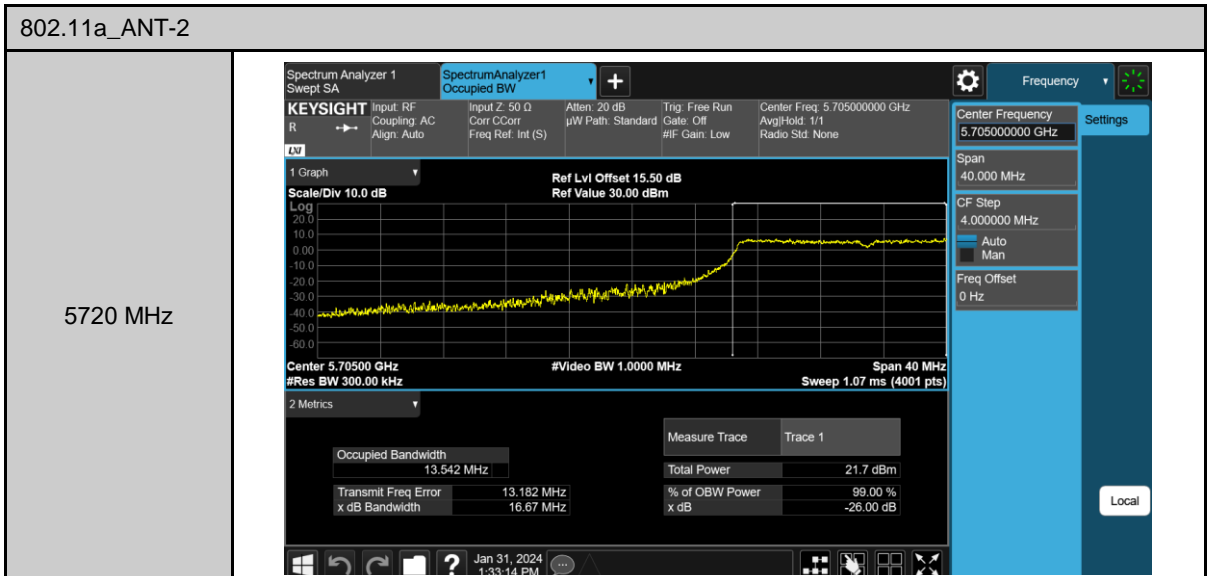 802.11a_ANT-2
5720 MHz
Spectrum Analyzer 1
Swept SA
SpectrumAnalyzer1
Occupied BW
Frequency
KEYSIGHT
R
LXI
Input: RF
Coupling: AC
Align: Auto
Input Z: 50 Ω
Corr CCorr
Freq Ref: Int (S)
Atten: 20 dB
µW Path: Standard
Trig: Free Run
Gate: Off
#IF Gain: Low
Center Freq: 5.705000000 GHz
Avg|Hold: 1/1
Radio Std: None
Center Frequency
5.705000000 GHz
Settings
Span
40.000 MHz
CF Step
4.000000 MHz
Auto
Man
Freq Offset
0 Hz
1 Graph
Scale/Div 10.0 dB
Ref Lvl Offset 15.50 dB
Ref Value 30.00 dBm
Log
20.0
10.0
0.00
-10.0
-20.0
-30.0
-40.0
-50.0
-60.0
Center 5.70500 GHz
#Res BW 300.00 kHz
#Video BW 1.0000 MHz
Span 40 MHz
Sweep 1.07 ms (4001 pts)
2 Metrics
Measure Trace Trace 1
Occupied Bandwidth
13.542 MHz
Total Power 21.7 dBm
Transmit Freq Error 13.182 MHz
% of OBW Power 99.00 %
x dB Bandwidth 16.67 MHz
x dB -26.00 dB
Local
?
Jan 31, 2024
1:33:14 PM